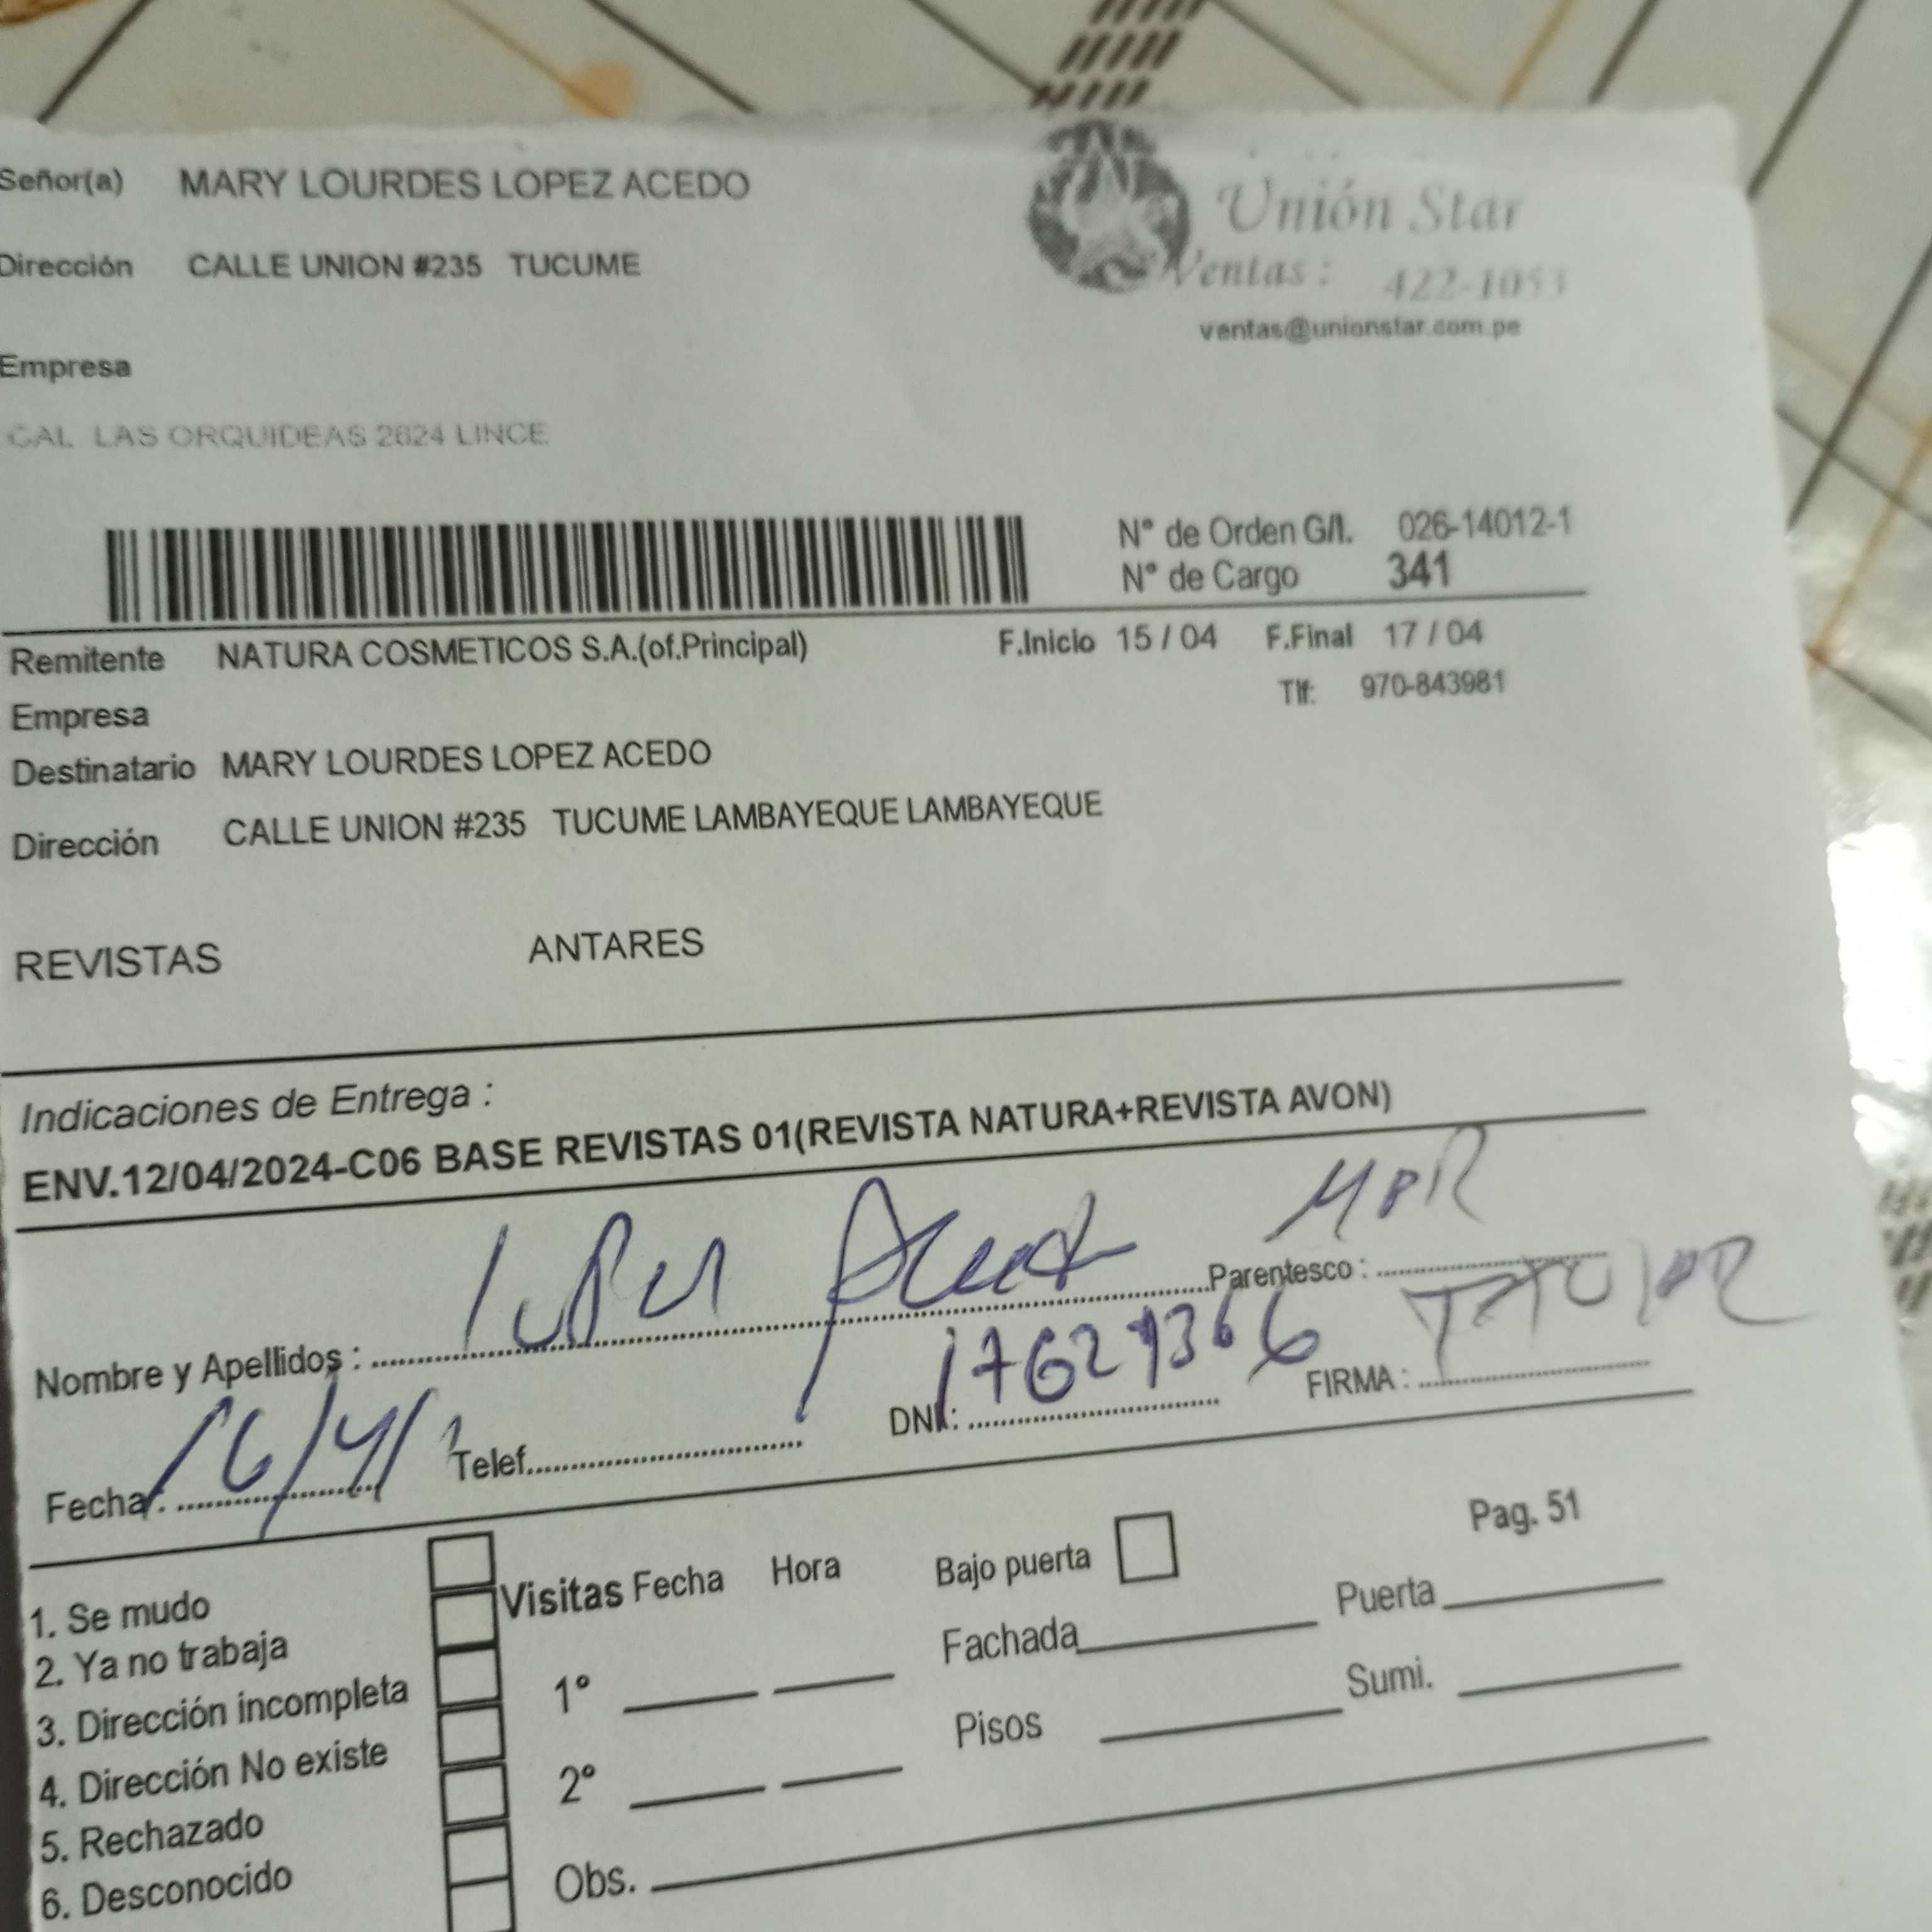 Señor(a) MARY LOURDES LOPEZ ACEDO
Unión Star
Dirección CALLE UNION #235 TUCUME
Ventas: 422-1053
ventas@unionstar.com.pe
Empresa
CAL LAS ORQUIDEAS 2624 LINCE
N° de Orden G/I. 026-14012-1
N° de Cargo 341
Remitente NATURA COSMETICOS S.A.(of.Principal) F.Inicio 15 / 04 F.Final 17 / 04
Empresa Tlf: 970-843981
Destinatario MARY LOURDES LOPEZ ACEDO
Dirección CALLE UNION #235 TUCUME LAMBAYEQUE LAMBAYEQUE
REVISTAS ANTARES
Indicaciones de Entrega :
ENV.12/04/2024-C06 BASE REVISTAS 01(REVISTA NATURA+REVISTA AVON)
Nombre y Apellidos : Parentesco :
Fecha: 16/4/ Telef. DNI: FIRMA :
Pag. 51
1. Se mudo
2. Ya no trabaja
3. Dirección incompleta
4. Dirección No existe
5. Rechazado
6. Desconocido
Visitas Fecha Hora
1°
2°
Bajo puerta
Fachada Puerta
Pisos Sumi.
Obs.